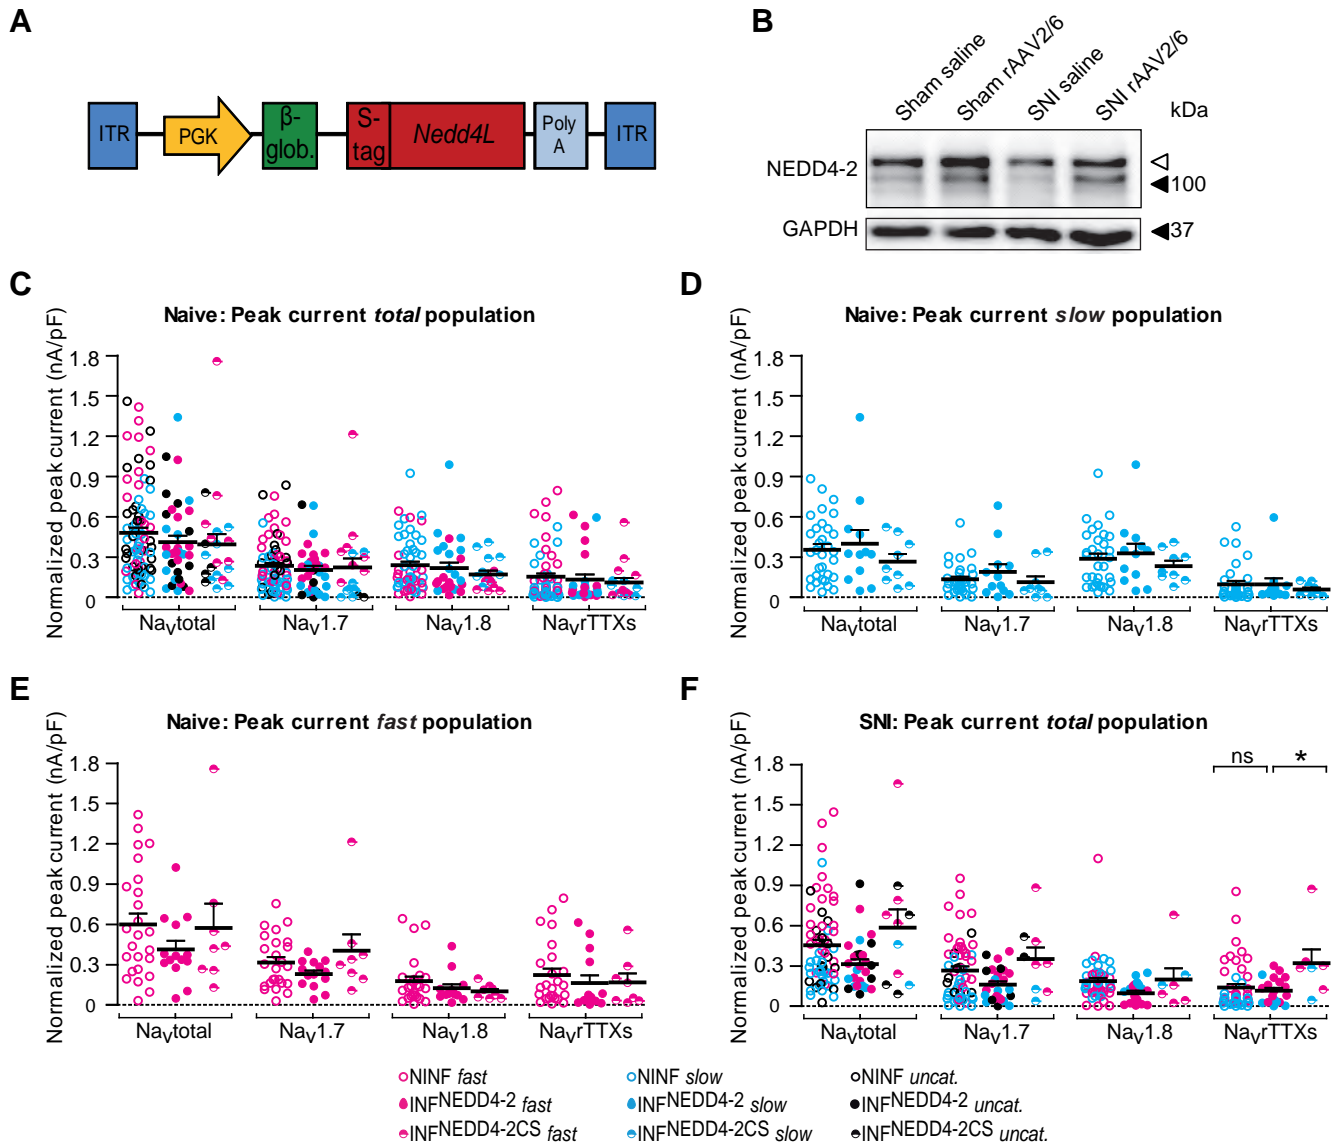 A
ITR
PGK
β-
glob.
S-
tag
Nedd4L
Poly
A
ITR
B
Sham saline
Sham rAAV2/6
SNI saline
SNI rAAV2/6
kDa
NEDD4-2
100
GAPDH
37
C
Naive: Peak current total population
Normalized peak current (nA/pF)
1.8
1.5
1.2
0.9
0.6
0.3
0
NaVtotal
NaV1.7
NaV1.8
NaVrTTXs
D
Naive: Peak current slow population
Normalized peak current (nA/pF)
1.8
1.5
1.2
0.9
0.6
0.3
0
NaVtotal
NaV1.7
NaV1.8
NaVrTTXs
E
Naive: Peak current fast population
Normalized peak current (nA/pF)
1.8
1.5
1.2
0.9
0.6
0.3
0
NaVtotal
NaV1.7
NaV1.8
NaVrTTXs
F
SNI: Peak current total population
Normalized peak current (nA/pF)
1.8
1.5
1.2
0.9
0.6
0.3
0
ns
*
NaVtotal
NaV1.7
NaV1.8
NaVrTTXs
NINF fast
NINF slow
NINF uncat.
INFNEDD4-2 fast
INFNEDD4-2 slow
INFNEDD4-2 uncat.
INFNEDD4-2CS fast
INFNEDD4-2CS slow
INFNEDD4-2CS uncat.